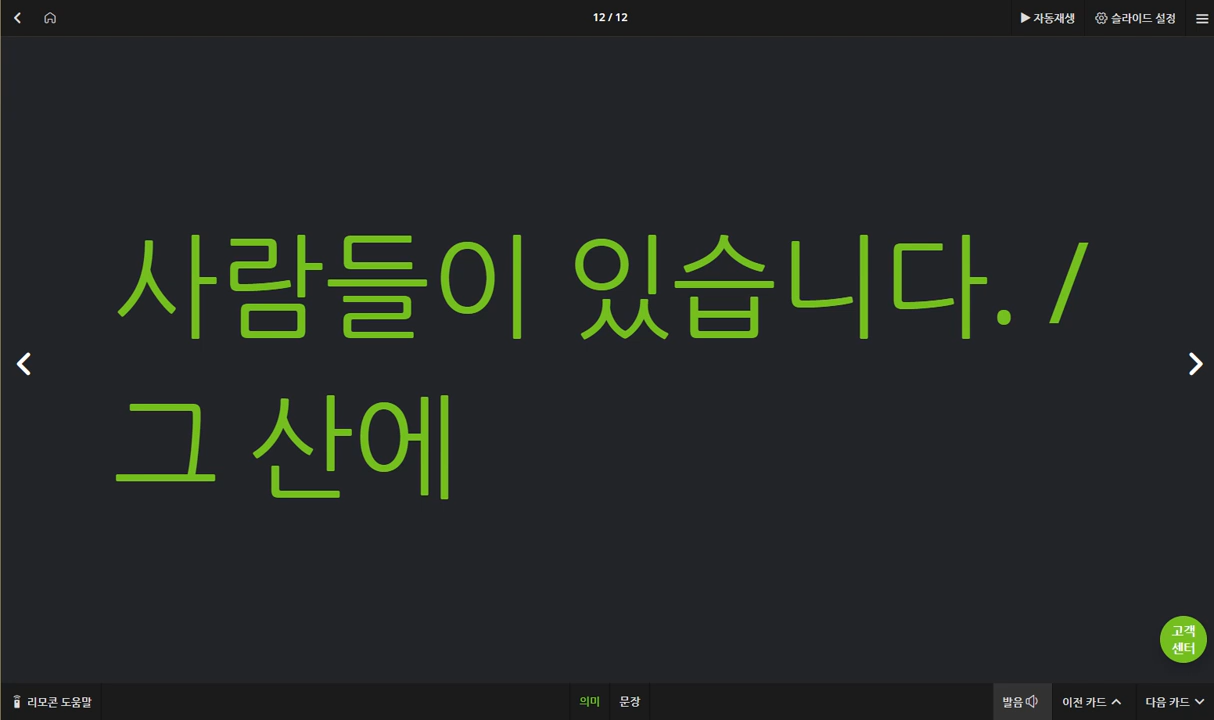 12 / 12
▶ 자동재생
슬라이드 설정
사람들이 있습니다. /
그 산에
고객
센터
리모콘 도움말
의미
문장
발음
이전 카드
다음 카드